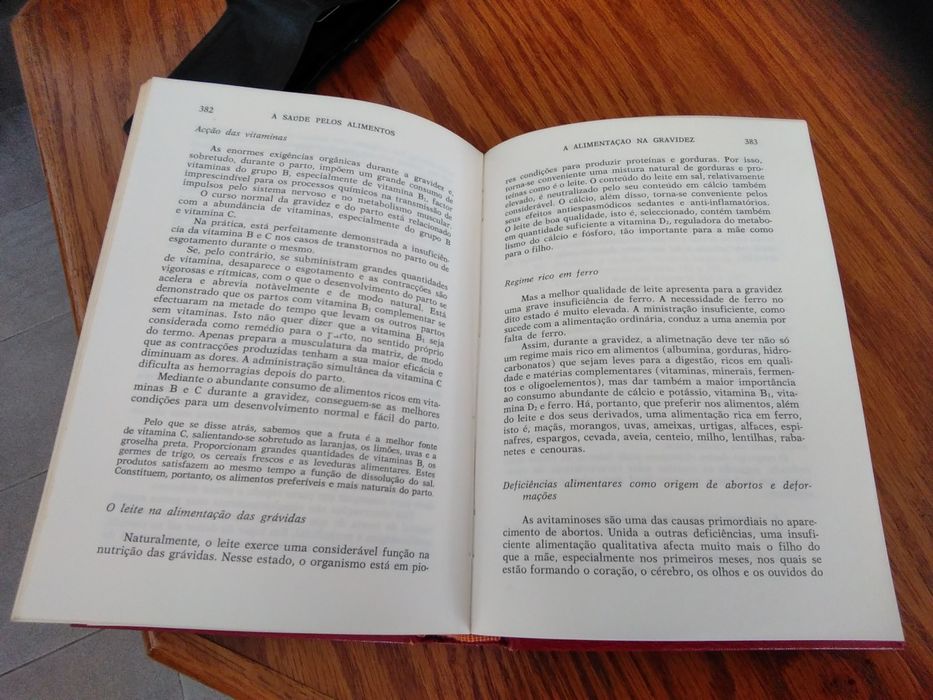 382
A SAÚDE PELOS ALIMENTOS
Acção das vitaminas
As enormes exigências orgânicas durante a gravidez e,
sobretudo, durante o parto, impõem um grande consumo de
vitaminas do grupo B, especialmente de vitamina B₁, factor
imprescindível para os processos químicos na transmissão de
impulsos pelo sistema nervoso e no metabolismo muscular.
O curso normal da gravidez e do parto está relacionado
com a abundância de vitaminas, especialmente do grupo B
e vitamina C.
Na prática, está perfeitamente demonstrada a insuficiên-
cia da vitamina B e C nos casos de transtornos no parto ou de
esgotamento durante o mesmo.
Se, pelo contrário, se subministram grandes quantidades
de vitamina, desaparece o esgotamento e as contracções são
vigorosas e rítmicas, com o que o desenvolvimento do parto se
acelera e abrevia notàvelmente e de modo natural. Está
demonstrado que os partos com vitamina B₁ complementar se
efectuaram na metade do tempo que levam os outros partos
sem vitaminas. Isto não quer dizer que a vitamina B₁ seja
considerada como remédio para o parto, no sentido próprio
do termo. Apenas prepara a musculatura da matriz, de modo
que as contracções produzidas tenham a sua maior eficácia e
diminuam as dores. A administração simultânea da vitamina C
dificulta as hemorragias depois do parto.
Mediante o abundante consumo de alimentos ricos em vita-
minas B e C durante a gravidez, conseguem-se as melhores
condições para um desenvolvimento normal e fácil do parto.
Pelo que se disse atrás, sabemos que a fruta é a melhor fonte
de vitamina C, salientando-se sobretudo as laranjas, os limões, uvas e a
groselha preta. Proporcionam grandes quantidades de vitaminas B, os
germes de trigo, os cereais frescos e as leveduras alimentares. Estes
produtos satisfazem ao mesmo tempo a função de dissolução do sal.
Constituem, portanto, os alimentos preferíveis e mais naturais do parto.
O leite na alimentação das grávidas
Naturalmente, o leite exerce uma considerável função na
nutrição das grávidas. Nesse estado, o organismo está em pio-
A ALIMENTAÇÃO NA GRAVIDEZ
383
res condições para produzir proteínas e gorduras. Por isso,
torna-se conveniente uma mistura natural de gorduras e pro-
teínas como é o leite. O conteúdo do leite em sal, relativamente
elevado, é neutralizado pelo seu conteúdo em cálcio também
considerável. O cálcio, além disso, torna-se conveniente pelos
seus efeitos antiespasmódicos sedantes e anti-inflamatórios.
O leite de boa qualidade, isto é, seleccionado, contém também
em quantidade suficiente a vitamina D₂, reguladora do metabo-
lismo do cálcio e fósforo, tão importante para a mãe como
para o filho.
Regime rico em ferro
Mas a melhor qualidade de leite apresenta para a gravidez
uma grave insuficiência de ferro. A necessidade de ferro no
dito estado é muito elevada. A ministração insuficiente, como
sucede com a alimentação ordinária, conduz a uma anemia por
falta de ferro.
Assim, durante a gravidez, a alimetnação deve ter não só
um regime mais rico em alimentos (albumina, gorduras, hidro-
carbonatos) que sejam leves para a digestão, ricos em quali-
dade e matérias complementares (vitaminas, minerais, fermen-
tos e oligoelementos), mas dar também a maior importância
ao consumo abundante de cálcio e potássio, vitamina B₁, vita-
mina D₂ e ferro. Há, portanto, que preferir nos alimentos, além
do leite e dos seus derivados, uma alimentação rica em ferro,
isto é, maçãs, morangos, uvas, ameixas, urtigas, alfaces, espi-
nafres, espargos, cevada, aveia, centeio, milho, lentilhas, raba-
netes e cenouras.
Deficiências alimentares como origem de abortos e defor-
mações
As avitaminoses são uma das causas primordiais no apare-
cimento de abortos. Unida a outras deficiências, uma insufi-
ciente alimentação qualitativa afecta muito mais o filho do
que a mãe, especialmente nos primeiros meses, nos quais se
estão formando o coração, o cérebro, os olhos e os ouvidos do